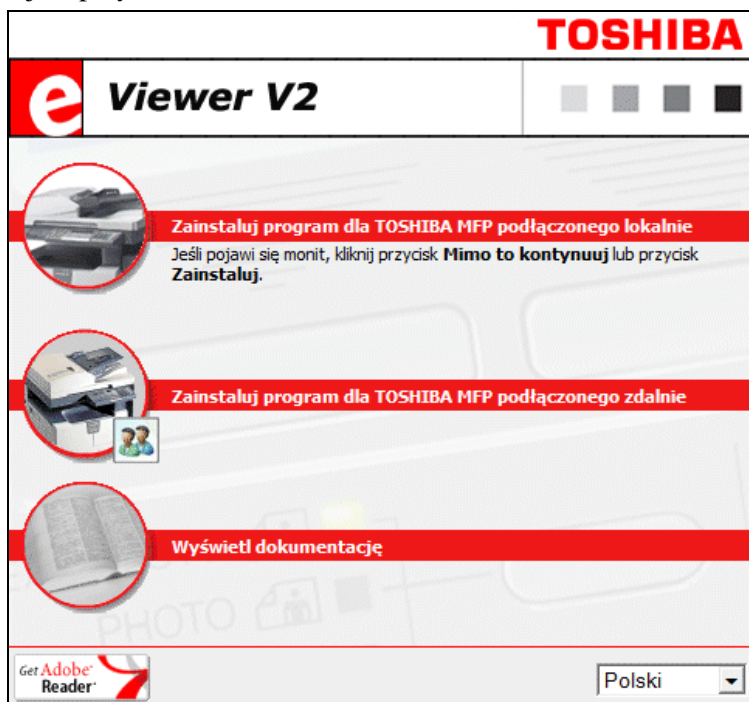 TOSHIBA
e Viewer V2
Zainstaluj program dla TOSHIBA MFP podłączonego lokalnie
Jeśli pojawi się monit, kliknij przycisk Mimo to kontynuuj lub przycisk
Zainstaluj.
Zainstaluj program dla TOSHIBA MFP podłączonego zdalnie
Wyświetl dokumentację
PHOTO
Get Adobe
Reader
Polski